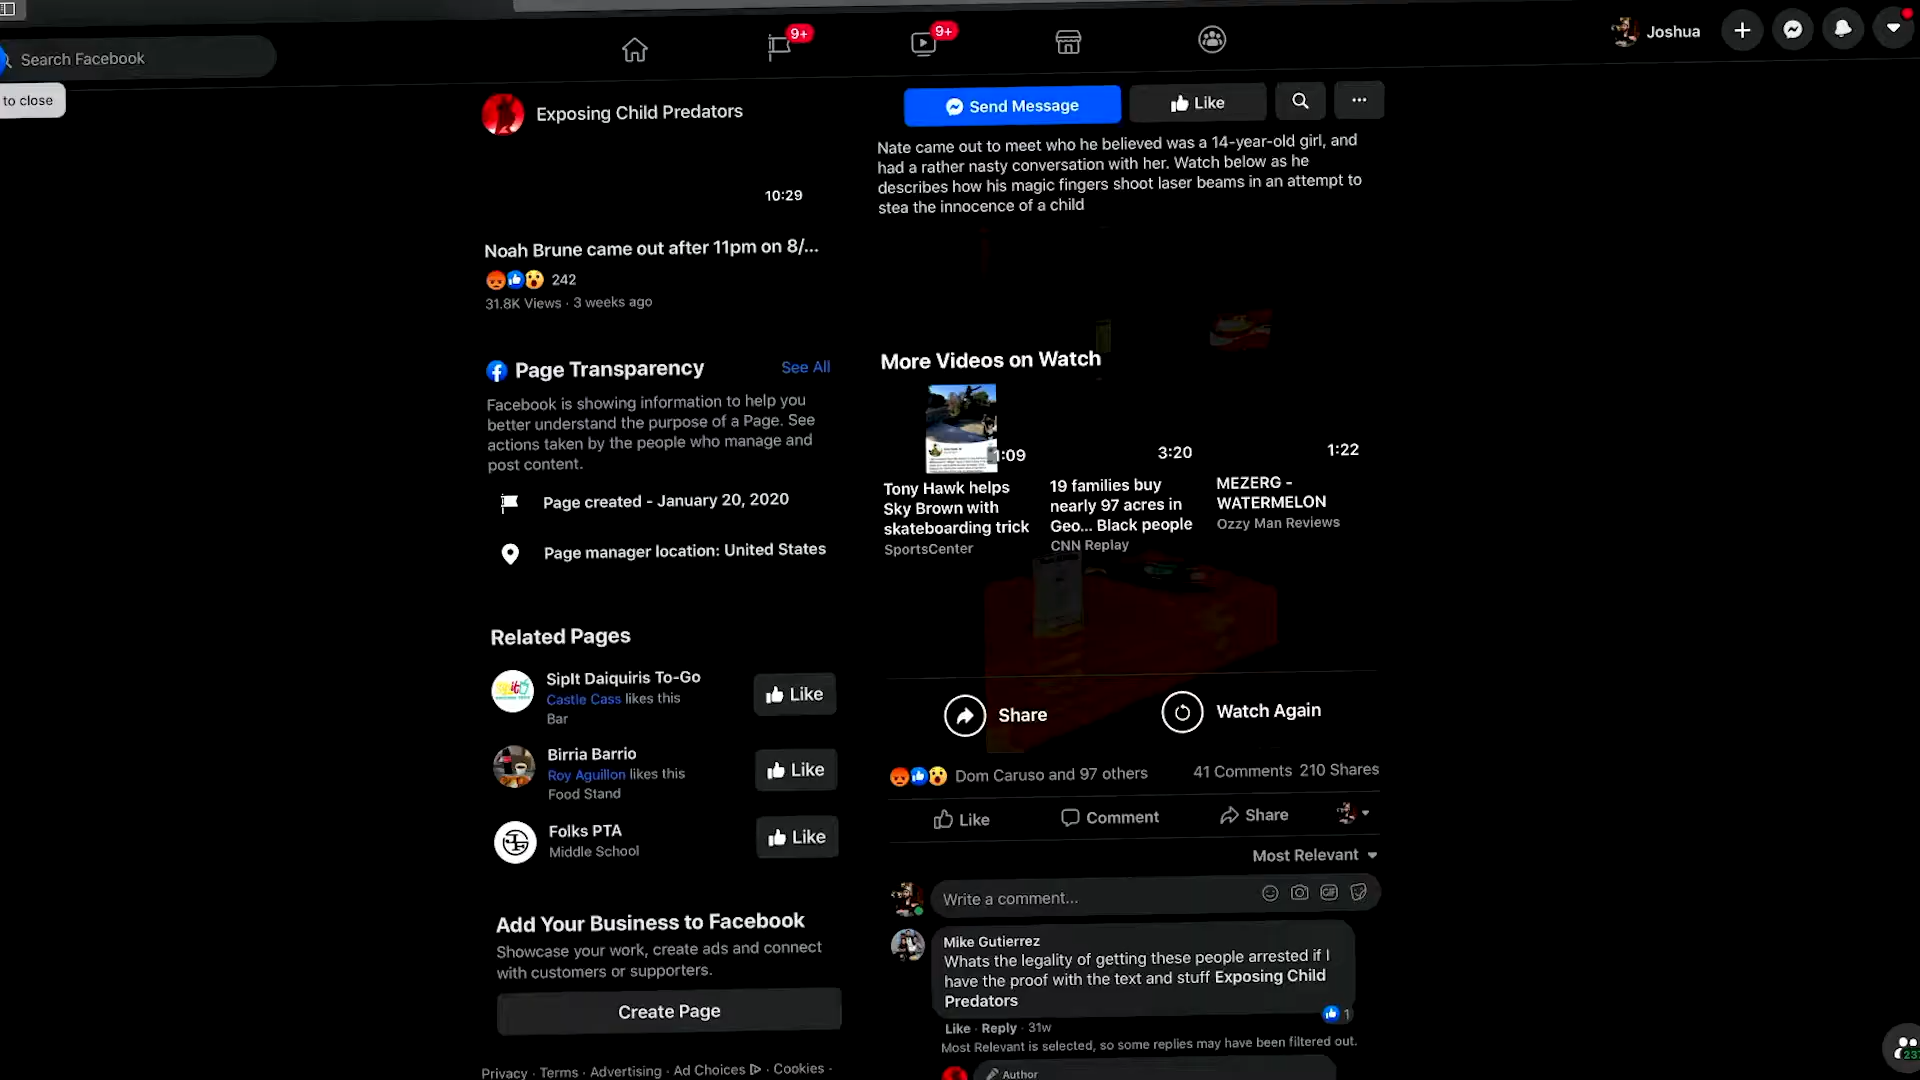 Search Facebook
9+
9+
Joshua
to close
Exposing Child Predators
Send Message
Like
10:29
Noah Brune came out after 11pm on 8/...
242
31.8K Views · 3 weeks ago
Page Transparency
See All
Facebook is showing information to help you
better understand the purpose of a Page. See
actions taken by the people who manage and
post content.
Page created - January 20, 2020
Page manager location: United States
Related Pages
SipIt Daiquiris To-Go
Castle Cass likes this
Bar
Like
Birria Barrio
Roy Aguillon likes this
Food Stand
Like
Folks PTA
Middle School
Like
Add Your Business to Facebook
Showcase your work, create ads and connect
with customers or supporters.
Create Page
Privacy · Terms · Advertising · Ad Choices · Cookies ·
Nate came out to meet who he believed was a 14-year-old girl, and
had a rather nasty conversation with her. Watch below as he
describes how his magic fingers shoot laser beams in an attempt to
stea the innocence of a child
More Videos on Watch
1:09
3:20
1:22
Tony Hawk helps
Sky Brown with
skateboarding trick
SportsCenter
19 families buy
nearly 97 acres in
Geo... Black people
CNN Replay
MEZERG -
WATERMELON
Ozzy Man Reviews
Share
Watch Again
Dom Caruso and 97 others
41 Comments 210 Shares
Like
Comment
Share
Most Relevant
Write a comment...
GIF
Mike Gutierrez
Whats the legality of getting these people arrested if I
have the proof with the text and stuff Exposing Child
Predators
1
Like · Reply · 31w
Most Relevant is selected, so some replies may have been filtered out.
Author